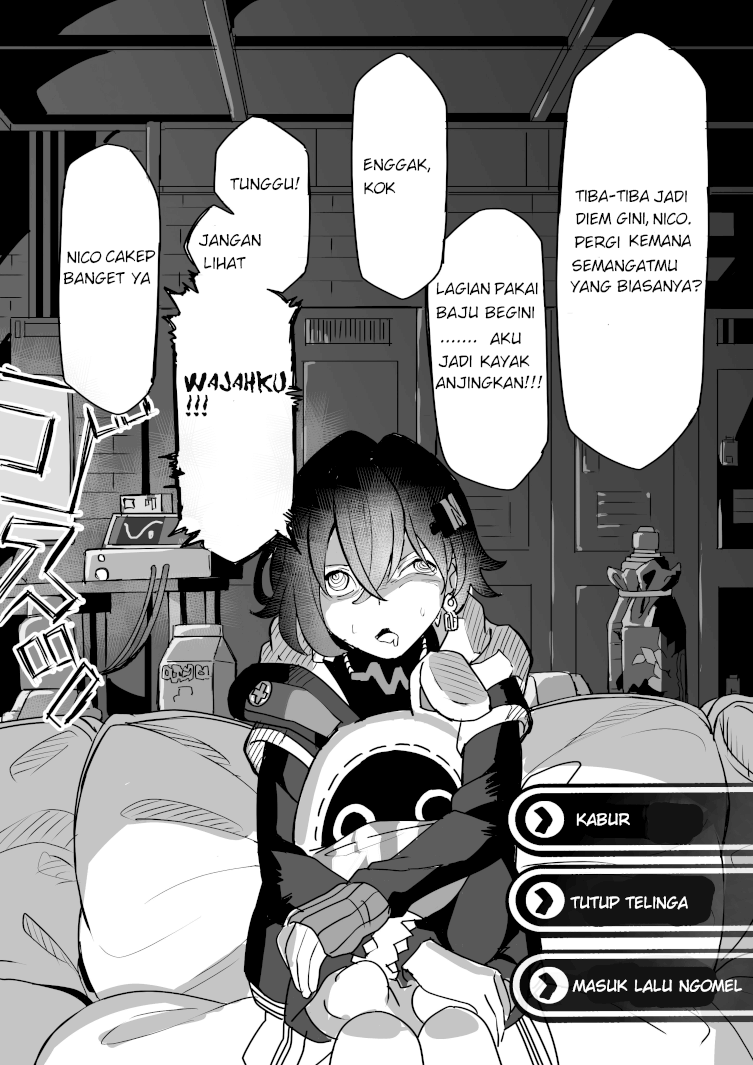 TIBA-TIBA JADI
DIEM GINI, NICO.
PERGI KEMANA
SEMANGATMU
YANG BIASANYA?
ENGGAK,
KOK
LAGIAN PAKAI
BAJU BEGINI
....... AKU
JADI KAYAK
ANJINGKAN!!!
TUNGGU!
JANGAN
LIHAT
WAJAHKU
!!!
NICO CAKEP
BANGET YA
KABUR
TUTUP TELINGA
MASUK LALU NGOMEL